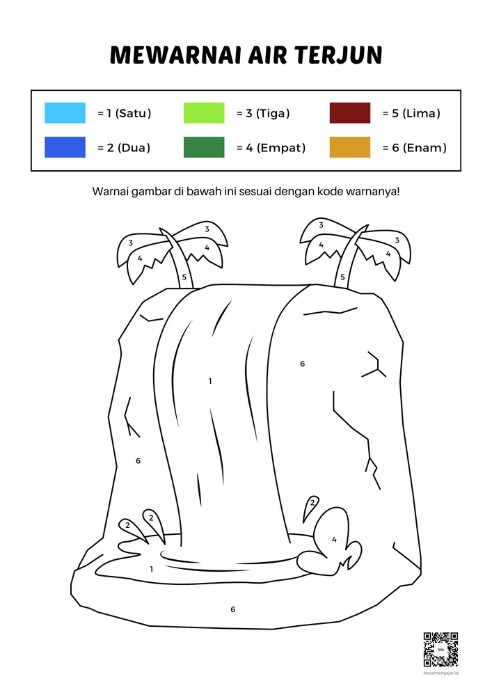 MEWARNAI AIR TERJUN
= 1 (Satu) = 3 (Tiga) = 5 (Lima)
= 2 (Dua) = 4 (Empat) = 6 (Enam)
Warnai gambar di bawah ini sesuai dengan kode warnanya!
3 3 3 3
4 4 4 4
5 5
6
1
6
2 2 2
4
1
6